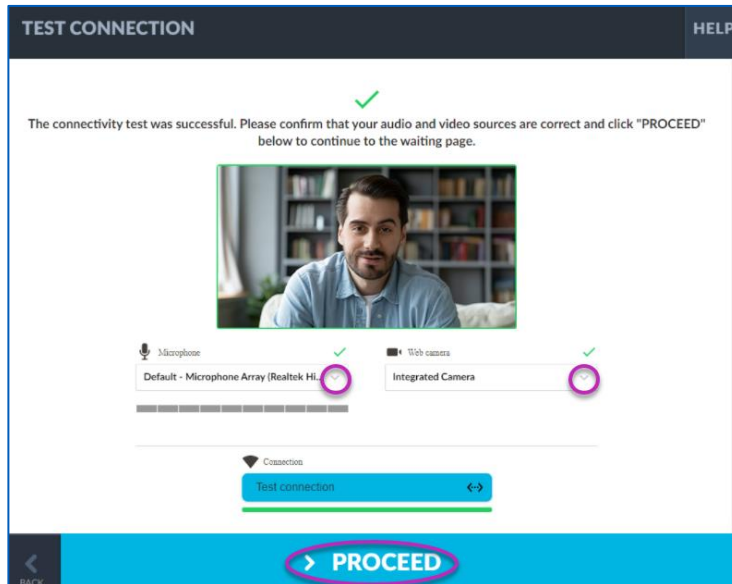 TEST CONNECTION
HELP
The connectivity test was successful. Please confirm that your audio and video sources are correct and click "PROCEED"
below to continue to the waiting page.
Microphone
Web camera
Default - Microphone Array (Realtek Hi...
Integrated Camera
Connection
Test connection
PROCEED
BACK